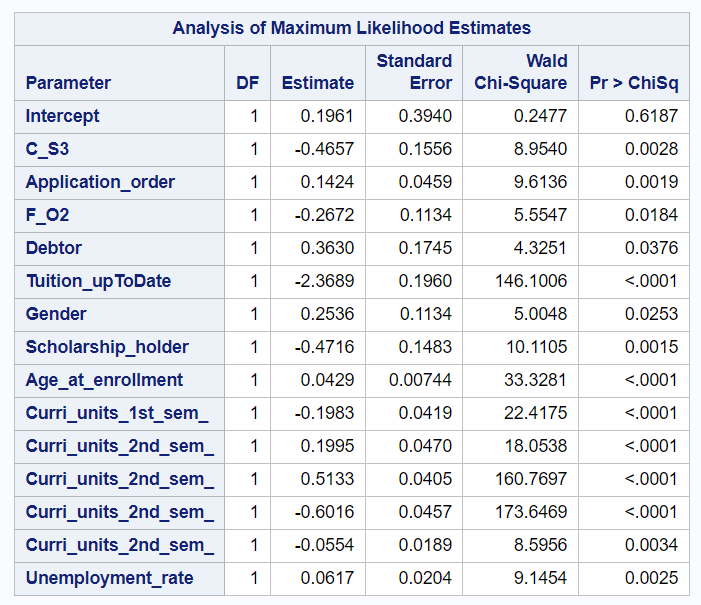 Analysis of Maximum Likelihood Estimates
Parameter DF Estimate Standard Error Wald Chi-Square Pr > ChiSq
Intercept 1 0.1961 0.3940 0.2477 0.6187
C_S3 1 -0.4657 0.1556 8.9540 0.0028
Application_order 1 0.1424 0.0459 9.6136 0.0019
F_O2 1 -0.2672 0.1134 5.5547 0.0184
Debtor 1 0.3630 0.1745 4.3251 0.0376
Tuition_upToDate 1 -2.3689 0.1960 146.1006 <.0001
Gender 1 0.2536 0.1134 5.0048 0.0253
Scholarship_holder 1 -0.4716 0.1483 10.1105 0.0015
Age_at_enrollment 1 0.0429 0.00744 33.3281 <.0001
Curri_units_1st_sem_ 1 -0.1983 0.0419 22.4175 <.0001
Curri_units_2nd_sem_ 1 0.1995 0.0470 18.0538 <.0001
Curri_units_2nd_sem_ 1 0.5133 0.0405 160.7697 <.0001
Curri_units_2nd_sem_ 1 -0.6016 0.0457 173.6469 <.0001
Curri_units_2nd_sem_ 1 -0.0554 0.0189 8.5956 0.0034
Unemployment_rate 1 0.0617 0.0204 9.1454 0.0025